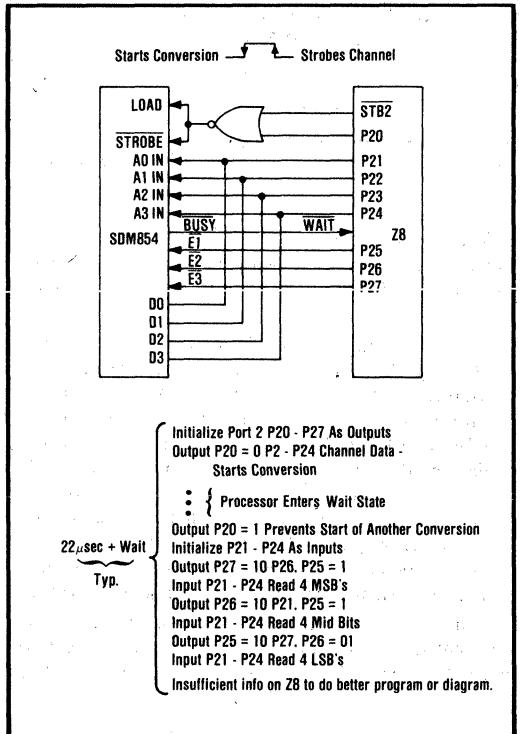 Starts Conversion Strobes Channel
LOAD
STROBE
A0 IN
A1 IN
A2 IN
A3 IN
BUSY
SDM854
E1
E2
E3
D0
D1
D2
D3
STB2
P20
P21
P22
P23
P24
WAIT
Z8
P25
P26
P27
Initialize Port 2 P20 - P27 As Outputs
Output P20 = 0 P2 - P24 Channel Data -
Starts Conversion
Processor Enters Wait State
Output P20 = 1 Prevents Start of Another Conversion
22μsec + Wait
Typ.
Initialize P21 - P24 As Inputs
Output P27 = 10 P26, P25 = 1
Input P21 - P24 Read 4 MSB's
Output P26 = 10 P21, P25 = 1
Input P21 - P24 Read 4 Mid Bits
Output P25 = 10 P27, P26 = 01
Input P21 - P24 Read 4 LSB's
Insufficient info on Z8 to do better program or diagram.